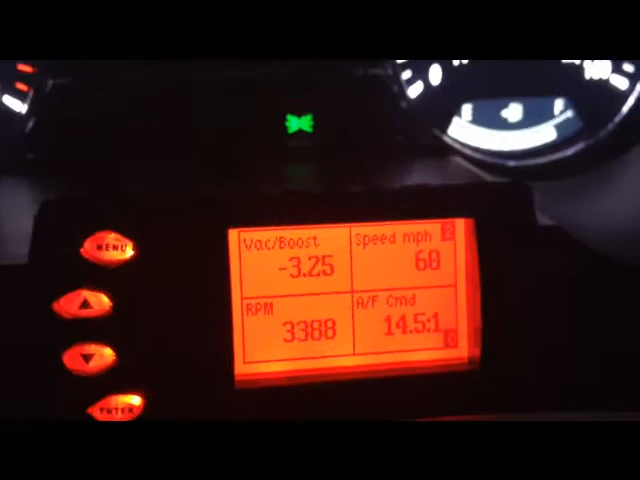 E F
MENU
Vac/Boost
-3.25
Speed mph
60
RPM
3388
A/F Cmd
14.5:1
ENTER